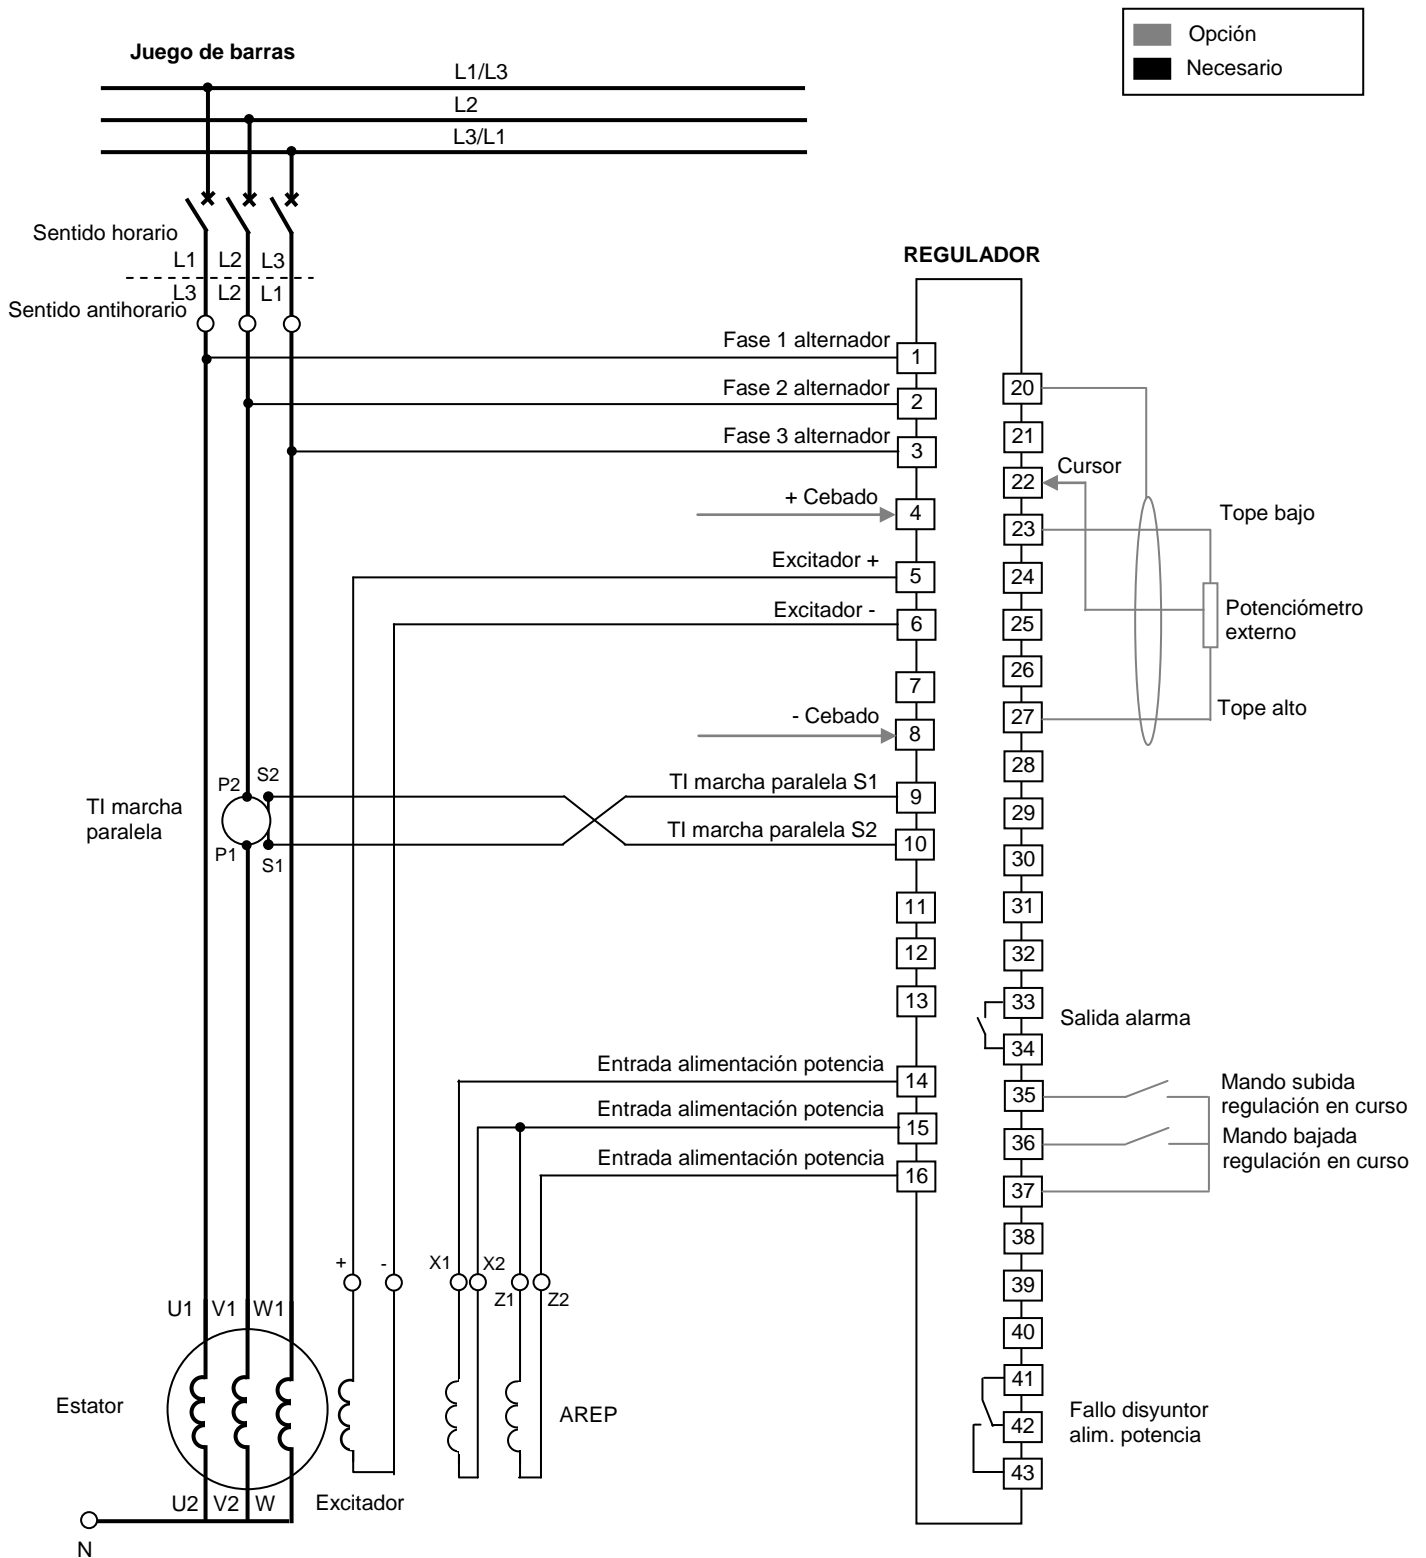 Opción
Necesario
Juego de barras
L1/L3
L2
L3/L1
Sentido horario
L1 L2 L3
L3 L2 L1
Sentido antihorario
REGULADOR
Fase 1 alternador
1
Fase 2 alternador
2
Fase 3 alternador
3
+ Cebado
4
Excitador +
5
Excitador -
6
7
- Cebado
8
TI marcha paralela S1
9
TI marcha paralela S2
10
11
12
13
Entrada alimentación potencia
14
Entrada alimentación potencia
15
Entrada alimentación potencia
16
20
21
22
Cursor
23
Tope bajo
24
25
Potenciómetro
externo
26
27
Tope alto
28
29
30
31
32
33
Salida alarma
34
35
Mando subida
regulación en curso
36
Mando bajada
regulación en curso
37
38
39
40
41
42
Fallo disyuntor
alim. potencia
43
TI marcha
paralela
P2 S2
P1 S1
+ -
X1 X2
Z1 Z2
U1 V1 W1
Estator
AREP
U2 V2 W
Excitador
N